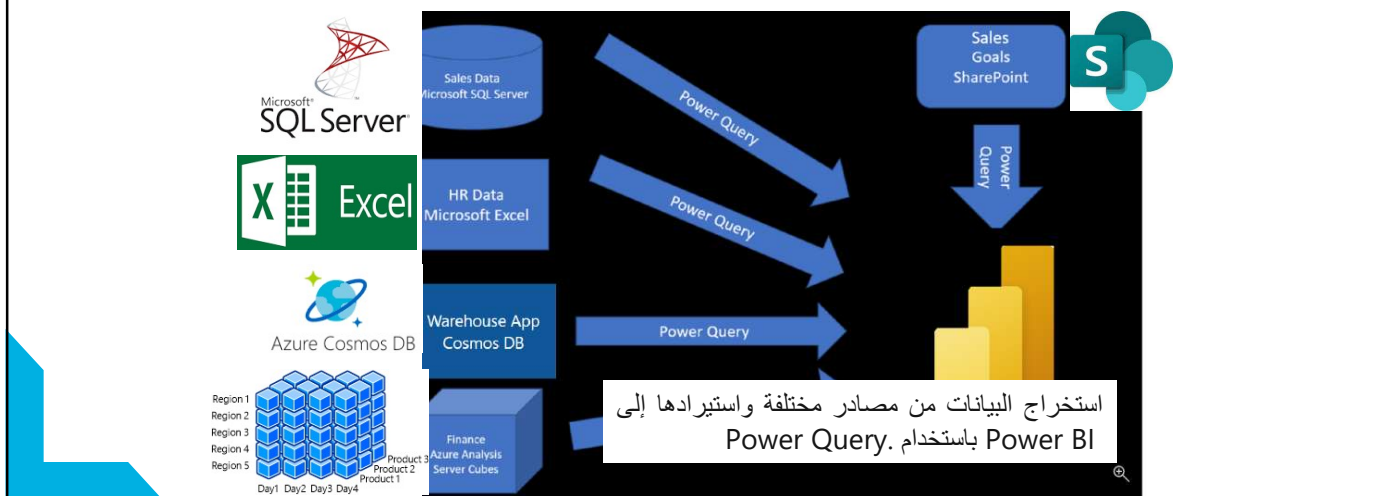 Microsoft®
SQL Server®
Sales Data
Microsoft SQL Server
Power Query
Sales
Goals
SharePoint
S
Power
Query
X Excel
HR Data
Microsoft Excel
Power Query
Azure Cosmos DB
Warehouse App
Cosmos DB
Power Query
Region 1
Region 2
Region 3
Region 4
Region 5
Product 3
Product 2
Product 1
Day1 Day2 Day3 Day4
Finance
Azure Analysis
Server Cubes
استخراج البيانات من مصادر مختلفة واستيرادها إلى
Power BI باستخدام Power Query.